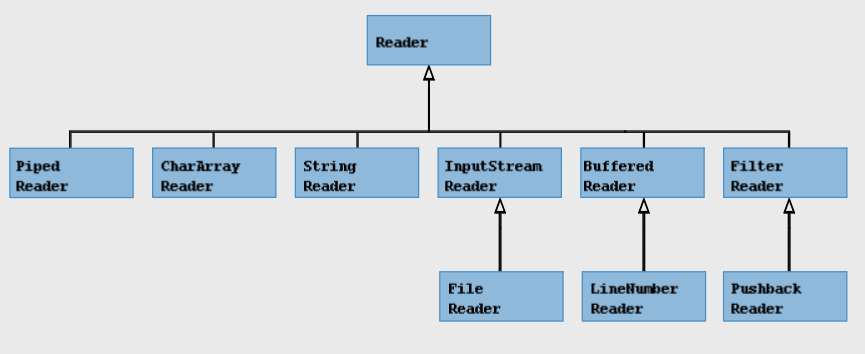 Reader
Piped
Reader
CharArray
Reader
String
Reader
InputStream
Reader
Buffered
Reader
Filter
Reader
File
Reader
LineNumber
Reader
Pushback
Reader